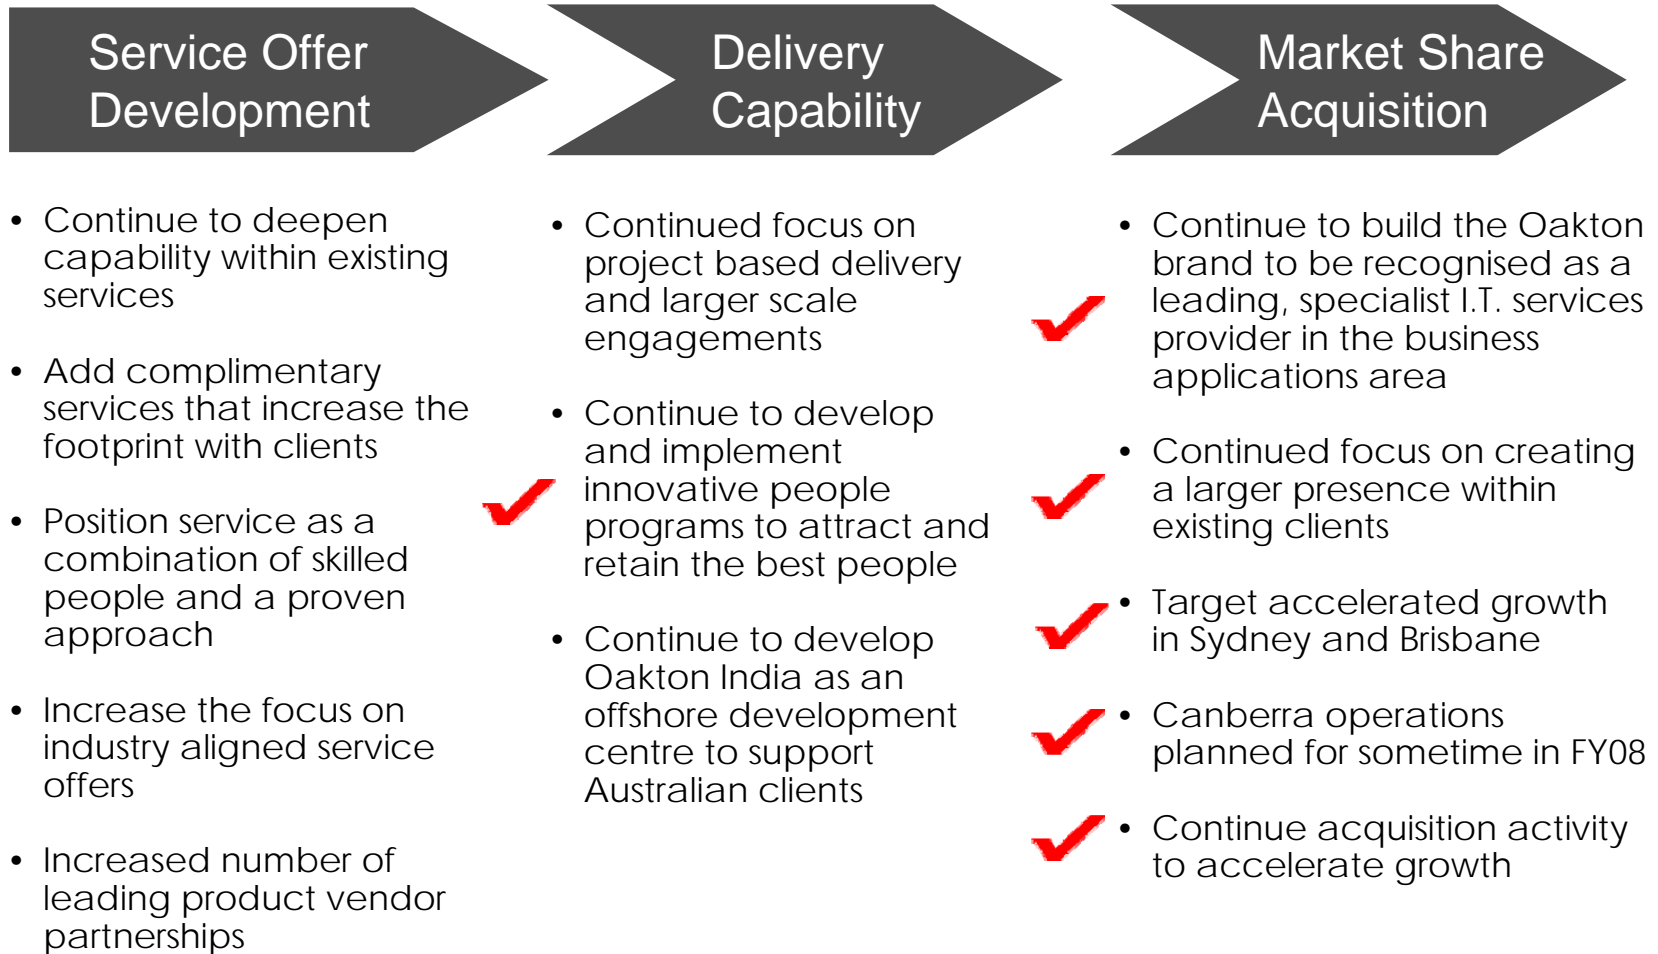 Service Offer
Development
Delivery
Capability
Market Share
Acquisition
• Continue to deepen
capability within existing
services
• Add complimentary
services that increase the
footprint with clients
• Position service as a
combination of skilled
people and a proven
approach
• Increase the focus on
industry aligned service
offers
• Increased number of
leading product vendor
partnerships
• Continued focus on
project based delivery
and larger scale
engagements
• Continue to develop
and implement
innovative people
programs to attract and
retain the best people
• Continue to develop
Oakton India as an
offshore development
centre to support
Australian clients
• Continue to build the Oakton
brand to be recognised as a
leading, specialist I.T. services
provider in the business
applications area
• Continued focus on creating
a larger presence within
existing clients
• Target accelerated growth
in Sydney and Brisbane
• Canberra operations
planned for sometime in FY08
• Continue acquisition activity
to accelerate growth